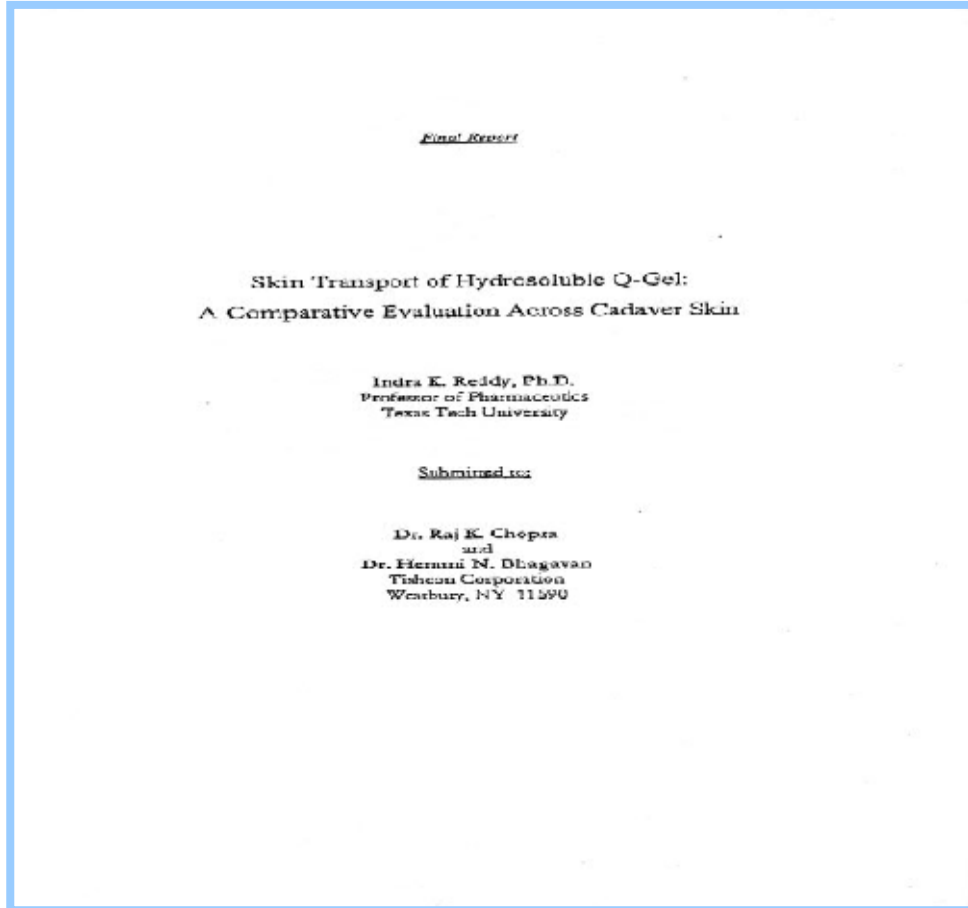 Final Report
Skin Transport of Hydrosoluble Q-Gel:
A Comparative Evaluation Across Cadaver Skin
Indra K. Reddy, Ph.D.
Professor of Pharmaceutics
Texas Tech University
Submitted to:
Dr. Raj K. Chopra
and
Dr. Hemmi N. Bhagavan
Tishcon Corporation
Westbury, NY 11590